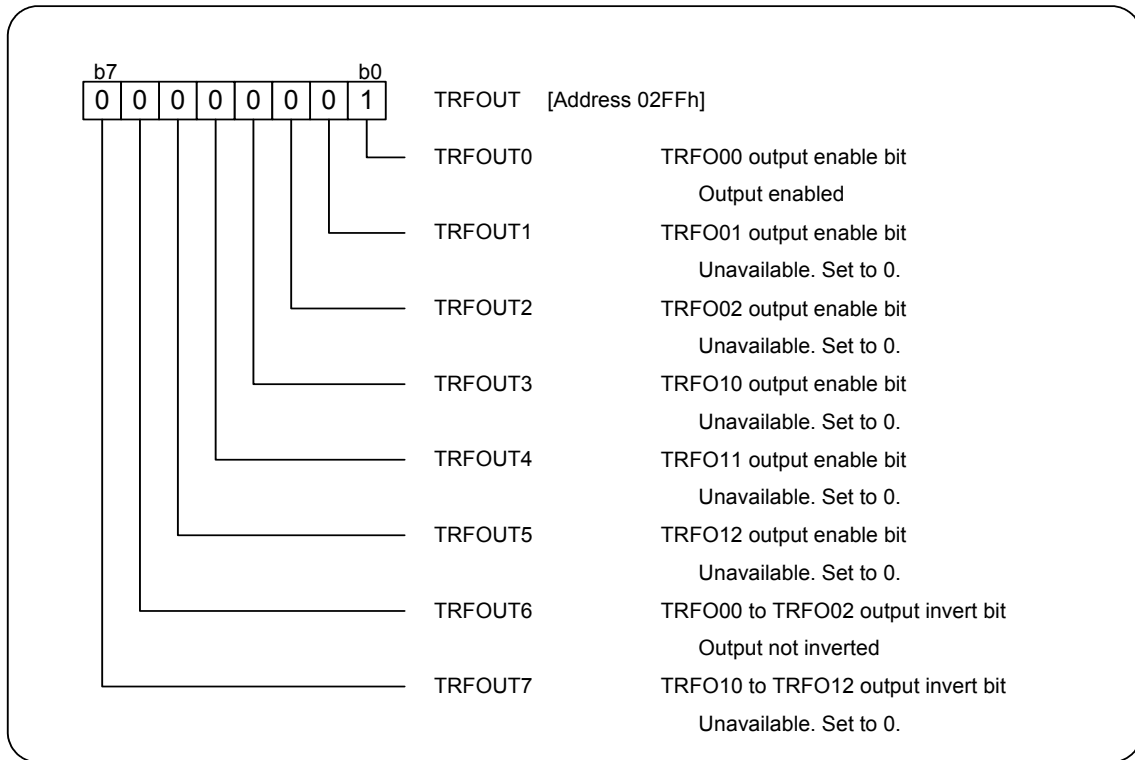 b7 b0
0 0 0 0 0 0 0 1 TRFOUT [Address 02FFh]
TRFOUT0 TRFO00 output enable bit
Output enabled
TRFOUT1 TRFO01 output enable bit
Unavailable. Set to 0.
TRFOUT2 TRFO02 output enable bit
Unavailable. Set to 0.
TRFOUT3 TRFO10 output enable bit
Unavailable. Set to 0.
TRFOUT4 TRFO11 output enable bit
Unavailable. Set to 0.
TRFOUT5 TRFO12 output enable bit
Unavailable. Set to 0.
TRFOUT6 TRFO00 to TRFO02 output invert bit
Output not inverted
TRFOUT7 TRFO10 to TRFO12 output invert bit
Unavailable. Set to 0.